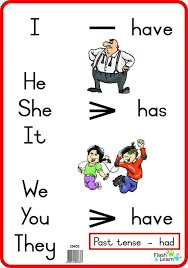 I have
He
She has
It
We
You have
They Past tense - had
Flash & Learn